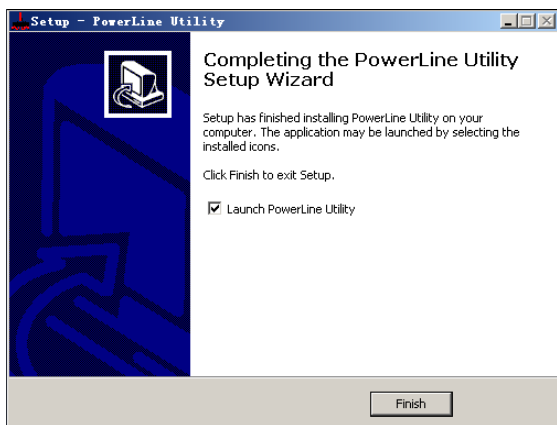 Setup - PowerLine Utility
Completing the PowerLine Utility
Setup Wizard
Setup has finished installing PowerLine Utility on your
computer. The application may be launched by selecting the
installed icons.
Click Finish to exit Setup.
Launch PowerLine Utility
Finish